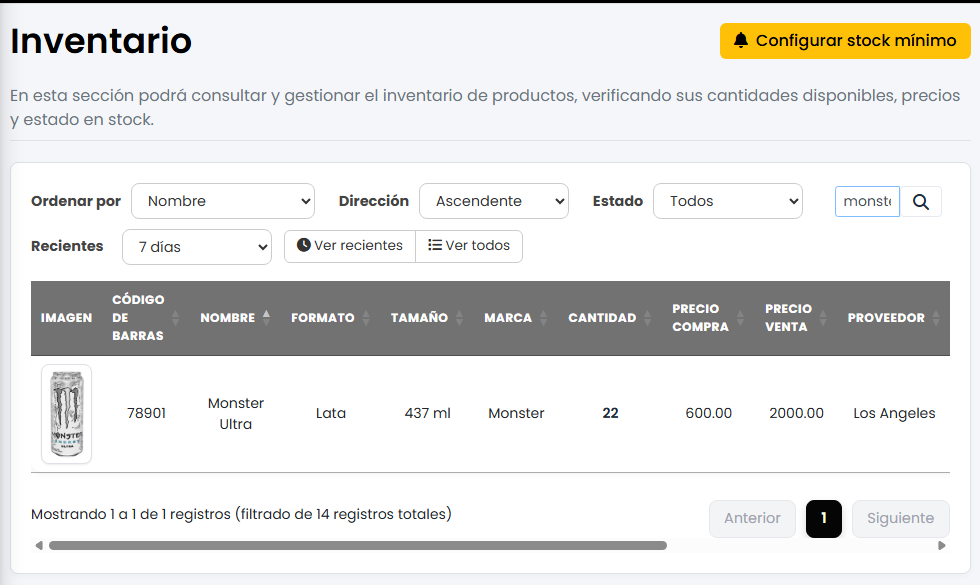 Inventario
Configurar stock mínimo
En esta sección podrá consultar y gestionar el inventario de productos, verificando sus cantidades disponibles, precios
y estado en stock.
Ordenar por Nombre Dirección Ascendente Estado Todos monste
Recientes 7 días Ver recientes Ver todos
IMAGEN CÓDIGO DE BARRAS NOMBRE FORMATO TAMAÑO MARCA CANTIDAD PRECIO COMPRA PRECIO VENTA PROVEEDOR
MONSTER
ENERGY
ULTRA
78901 Monster Ultra Lata 437 ml Monster 22 600.00 2000.00 Los Angeles
Mostrando 1 a 1 de 1 registros (filtrado de 14 registros totales)
Anterior 1 Siguiente